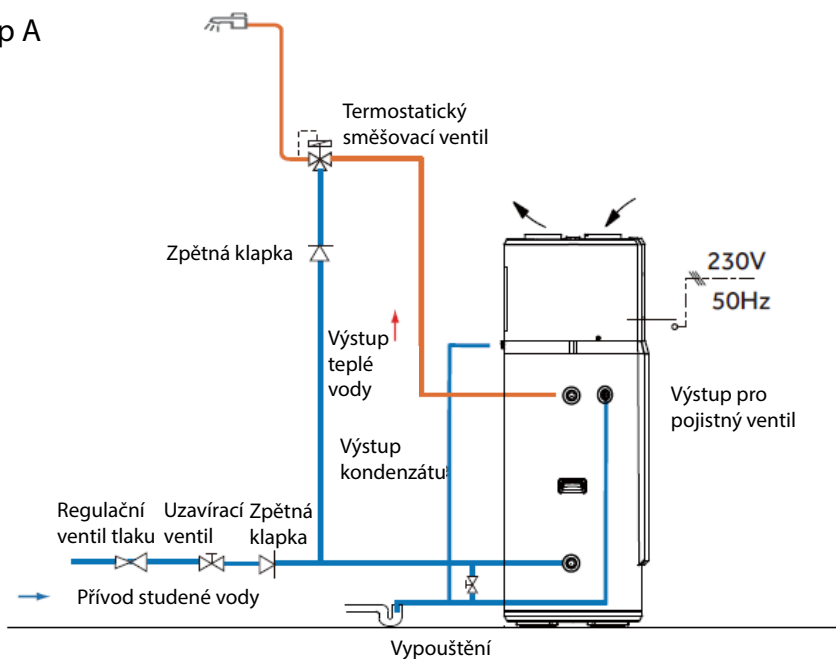 p A
Termostatický
směšovací ventil
Zpětná klapka
230V
50Hz
Výstup
teplé
vody
Výstup pro
pojistný ventil
Výstup
kondenzátu
Regulační
ventil tlaku
Uzavírací
ventil
Zpětná
klapka
Přívod studené vody
Vypouštění